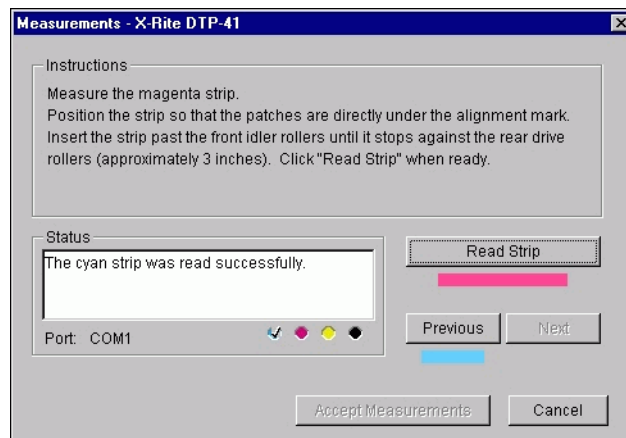 Measurements - X-Rite DTP-41
Instructions
Measure the magenta strip.
Position the strip so that the patches are directly under the alignment mark.
Insert the strip past the front idler rollers until it stops against the rear drive
rollers (approximately 3 inches). Click "Read Strip" when ready.
Status
The cyan strip was read successfully.
Port: COM1
Read Strip
Previous
Next
Accept Measurements
Cancel